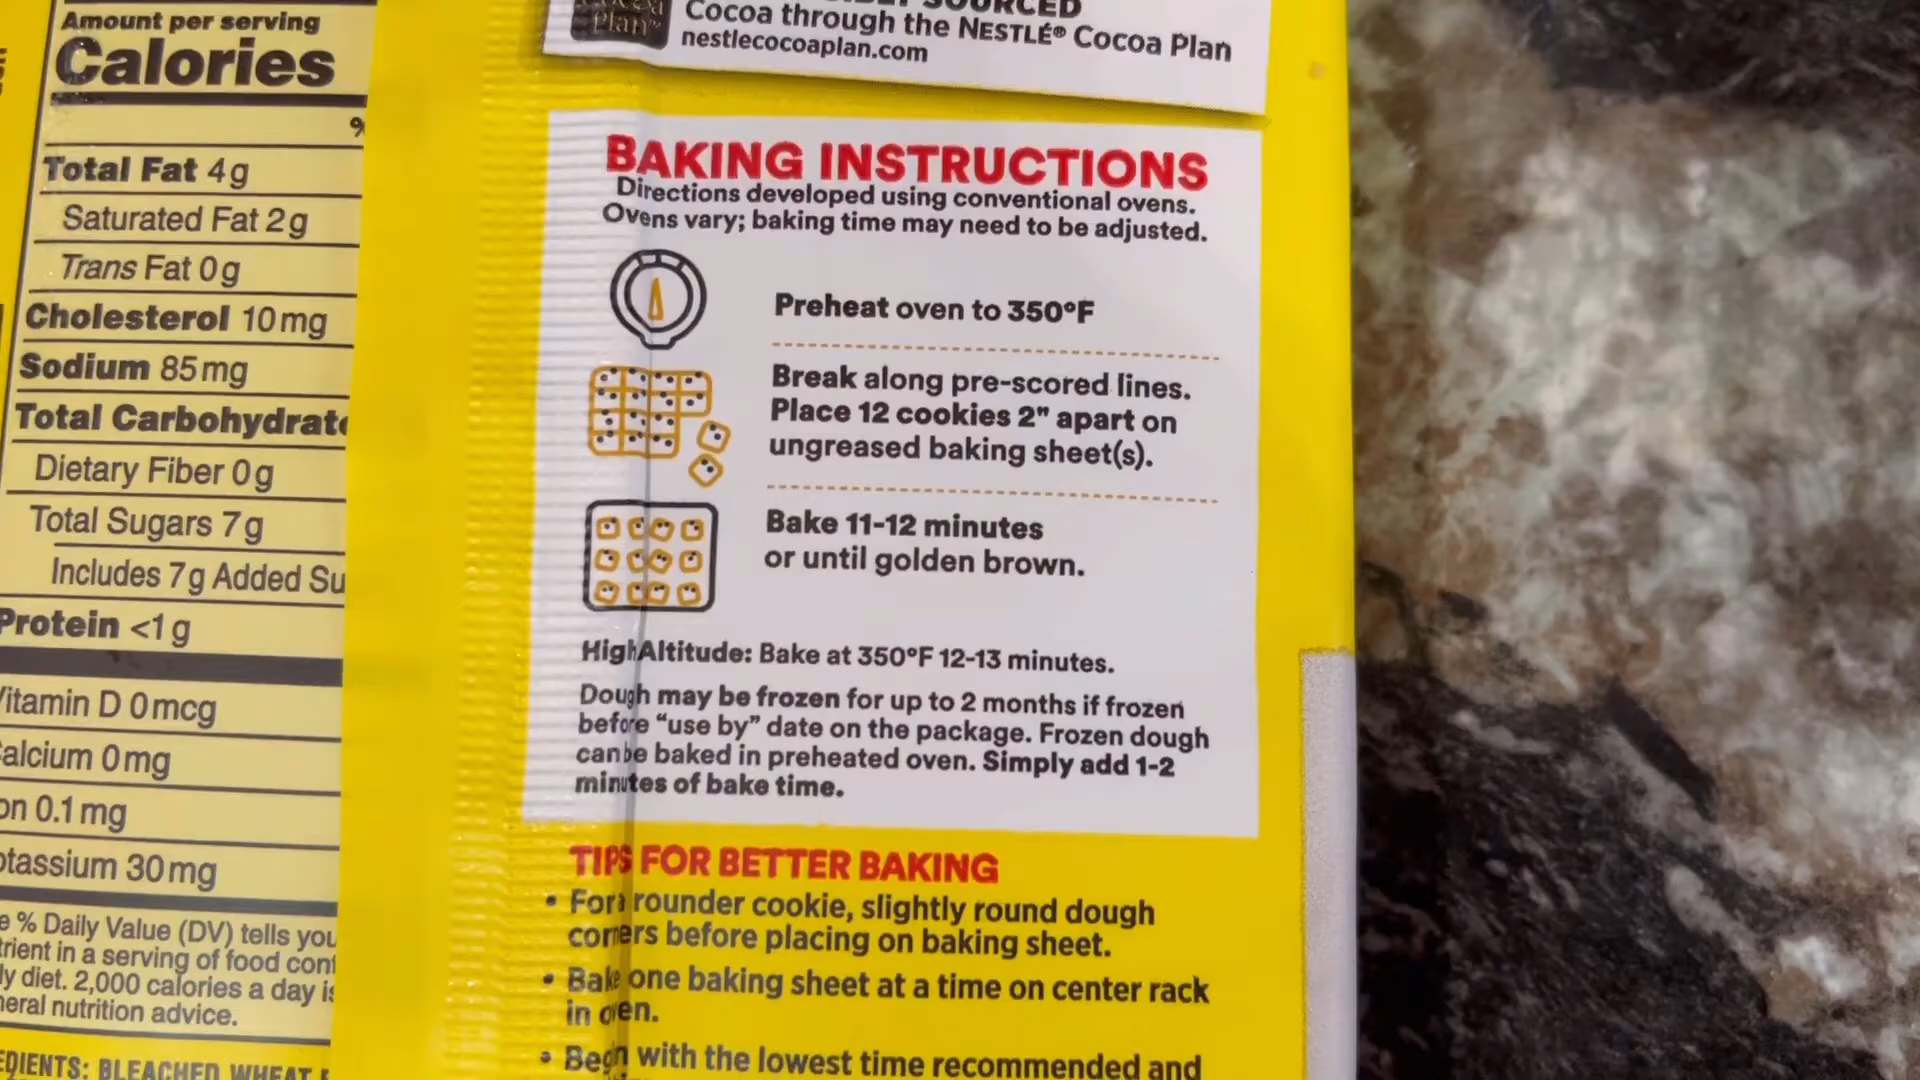 Amount per serving
Calories
%
Total Fat 4g
Saturated Fat 2g
Trans Fat 0g
Cholesterol 10mg
Sodium 85mg
Total Carbohydrate
Dietary Fiber 0g
Total Sugars 7g
Includes 7g Added Su
Protein <1g
Vitamin D 0mcg
Calcium 0mg
on 0.1mg
otassium 30mg
e % Daily Value (DV) tells you
trient in a serving of food cont
ly diet. 2,000 calories a day is
neral nutrition advice.
EDIENTS: BLEACHED WHEAT F
Plan™
SOURCED
Cocoa through the NESTLÉ® Cocoa Plan
nestlecocoaplan.com
BAKING INSTRUCTIONS
Directions developed using conventional ovens.
Ovens vary; baking time may need to be adjusted.
Preheat oven to 350°F
Break along pre-scored lines.
Place 12 cookies 2" apart on
ungreased baking sheet(s).
Bake 11-12 minutes
or until golden brown.
High Altitude: Bake at 350°F 12-13 minutes.
Dough may be frozen for up to 2 months if frozen
before "use by" date on the package. Frozen dough
can be baked in preheated oven. Simply add 1-2
minutes of bake time.
TIPS FOR BETTER BAKING
• For a rounder cookie, slightly round dough
corners before placing on baking sheet.
• Bake one baking sheet at a time on center rack
in oven.
• Begin with the lowest time recommended and